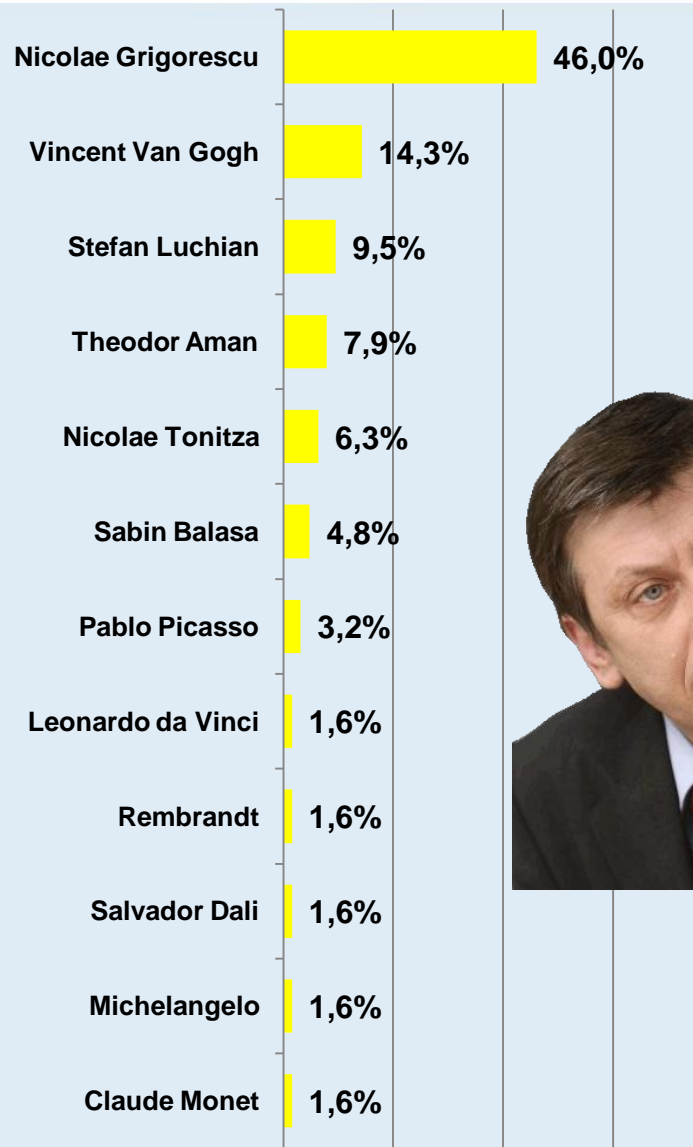 Nicolae Grigorescu 46,0%
Vincent Van Gogh 14,3%
Stefan Luchian 9,5%
Theodor Aman 7,9%
Nicolae Tonitza 6,3%
Sabin Balasa 4,8%
Pablo Picasso 3,2%
Leonardo da Vinci 1,6%
Rembrandt 1,6%
Salvador Dali 1,6%
Michelangelo 1,6%
Claude Monet 1,6%